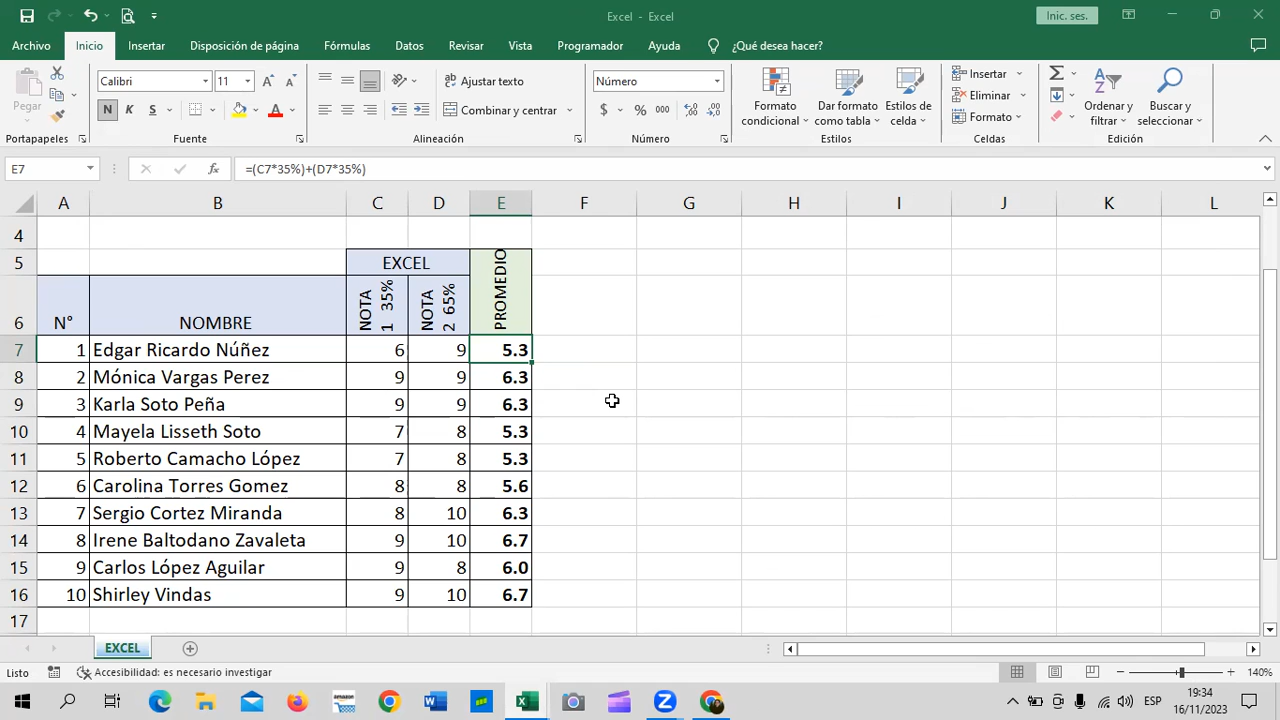 Excel - Excel
Inic. ses.
Archivo Inicio Insertar Disposición de página Fórmulas Datos Revisar Vista Programador Ayuda ¿Qué desea hacer?
Pegar
Calibri 11
N K S
Ajustar texto
Combinar y centrar
Número
$ % 000
Formato condicional
Dar formato como tabla
Estilos de celda
Insertar
Eliminar
Formato
Ordenar y filtrar
Buscar y seleccionar
Portapapeles Fuente Alineación Número Estilos Celdas Edición
E7 fx =(C7*35%)+(D7*35%)
A B C D E F G H I J K L
4
5 EXCEL PROMEDIO
6 N° NOMBRE NOTA 1 35% NOTA 2 65%
7 1 Edgar Ricardo Núñez 6 9 5.3
8 2 Mónica Vargas Perez 9 9 6.3
9 3 Karla Soto Peña 9 9 6.3
10 4 Mayela Lisseth Soto 7 8 5.3
11 5 Roberto Camacho López 7 8 5.3
12 6 Carolina Torres Gomez 8 8 5.6
13 7 Sergio Cortez Miranda 8 10 6.3
14 8 Irene Baltodano Zavaleta 9 10 6.7
15 9 Carlos López Aguilar 9 8 6.0
16 10 Shirley Vindas 9 10 6.7
17
EXCEL
Listo Accesibilidad: es necesario investigar 140%
ESP 19:34
16/11/2023